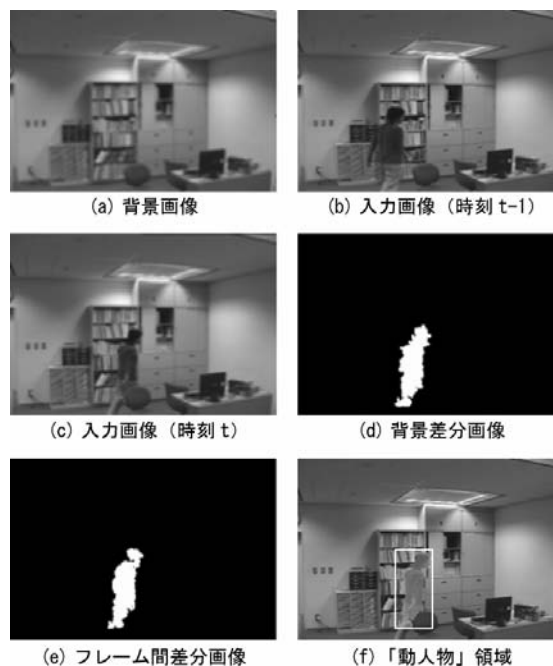 (a) 背景画像
(b) 入力画像（時刻 t-1）
(c) 入力画像（時刻 t）
(d) 背景差分画像
(e) フレーム間差分画像
(f) 「動人物」領域